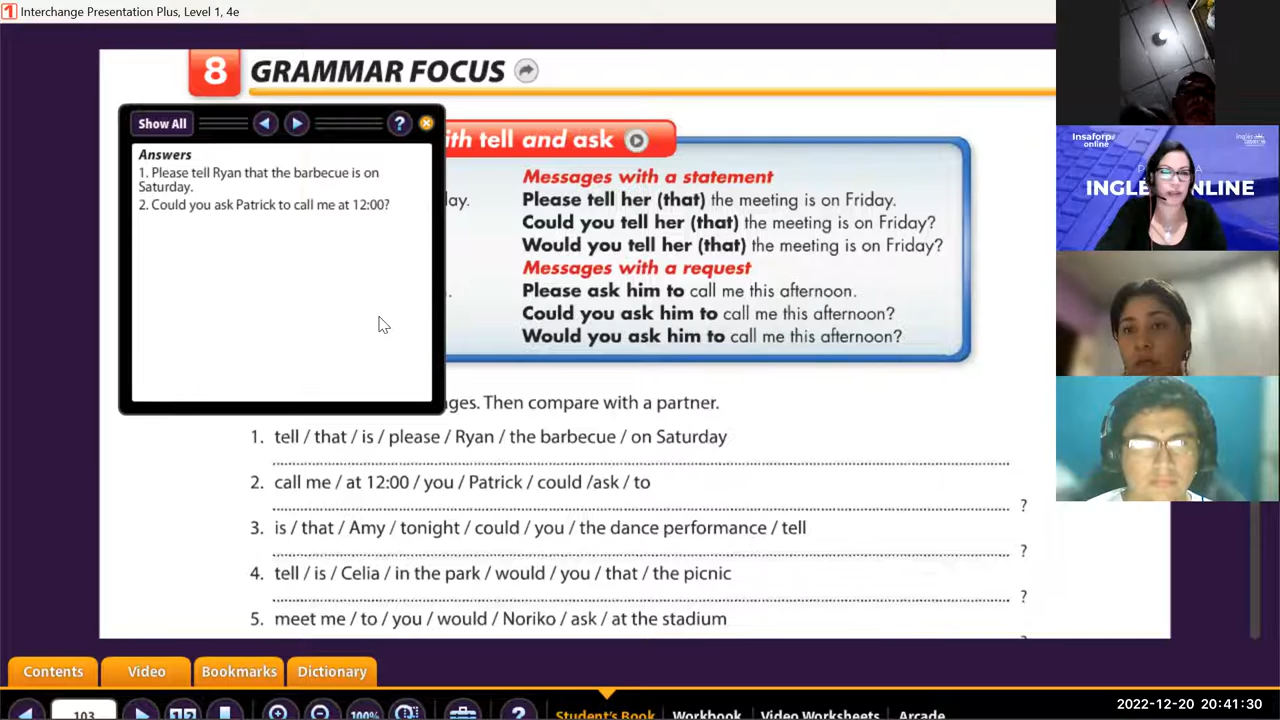 Interchange Presentation Plus, Level 1, 4e
8 GRAMMAR FOCUS
Show All
?
Answers
1. Please tell Ryan that the barbecue is on
Saturday.
2. Could you ask Patrick to call me at 12:00?
ith tell and ask
day.
Messages with a statement
Please tell her (that) the meeting is on Friday.
Could you tell her (that) the meeting is on Friday?
Would you tell her (that) the meeting is on Friday?
Messages with a request
Please ask him to call me this afternoon.
Could you ask him to call me this afternoon?
Would you ask him to call me this afternoon?
ages. Then compare with a partner.
1. tell / that / is / please / Ryan / the barbecue / on Saturday
2. call me / at 12:00 / you / Patrick / could /ask / to
?
3. is / that / Amy / tonight / could / you / the dance performance / tell
?
4. tell / is / Celia / in the park / would / you / that / the picnic
?
5. meet me / to / you / would / Noriko / ask / at the stadium
Insaforp
online
INGL
NLINE
Contents Video Bookmarks Dictionary
103
100%
?
Student's Book Workbook Video Worksheets Arcade
2022-12-20 20:41:30